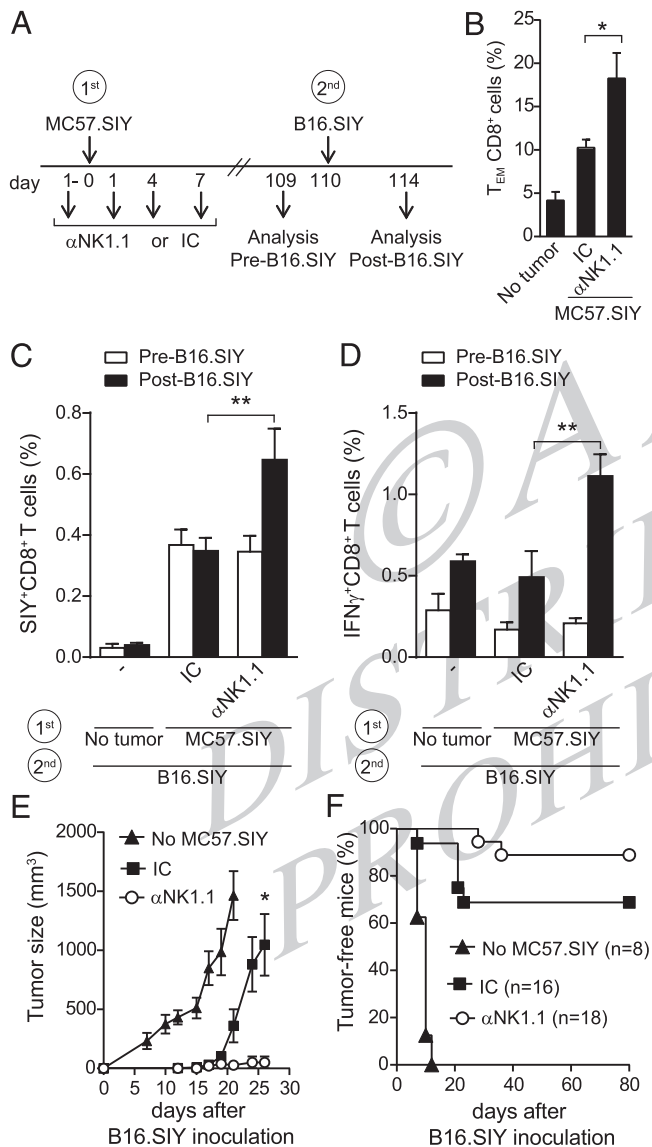 A
1st
2nd
MC57.SIY
B16.SIY
day
1- 0 1 4 7 109 110 114
αNK1.1 or IC
Analysis
Pre-B16.SIY
Analysis
Post-B16.SIY
B
TEM CD8+ cells (%)
25
20
15
10
5
0
*
No tumor
IC
αNK1.1
MC57.SIY
C
Pre-B16.SIY
Post-B16.SIY
SIY+CD8+ T cells (%)
0.8
0.6
0.4
0.2
0.0
**
-
IC
αNK1.1
1st
No tumor
MC57.SIY
2nd
B16.SIY
D
Pre-B16.SIY
Post-B16.SIY
IFNγ+CD8+ T cells (%)
1.5
1.0
0.5
0.0
**
-
IC
αNK1.1
1st
No tumor
MC57.SIY
2nd
B16.SIY
E
Tumor size (mm3)
2000
1500
1000
500
0
No MC57.SIY
IC
αNK1.1
*
0 10 20 30
days after
B16.SIY inoculation
F
Tumor-free mice (%)
100
80
60
40
20
0
No MC57.SIY (n=8)
IC (n=16)
αNK1.1 (n=18)
0 20 40 60 80
days after
B16.SIY inoculation
© A
DISTRI
PROHI